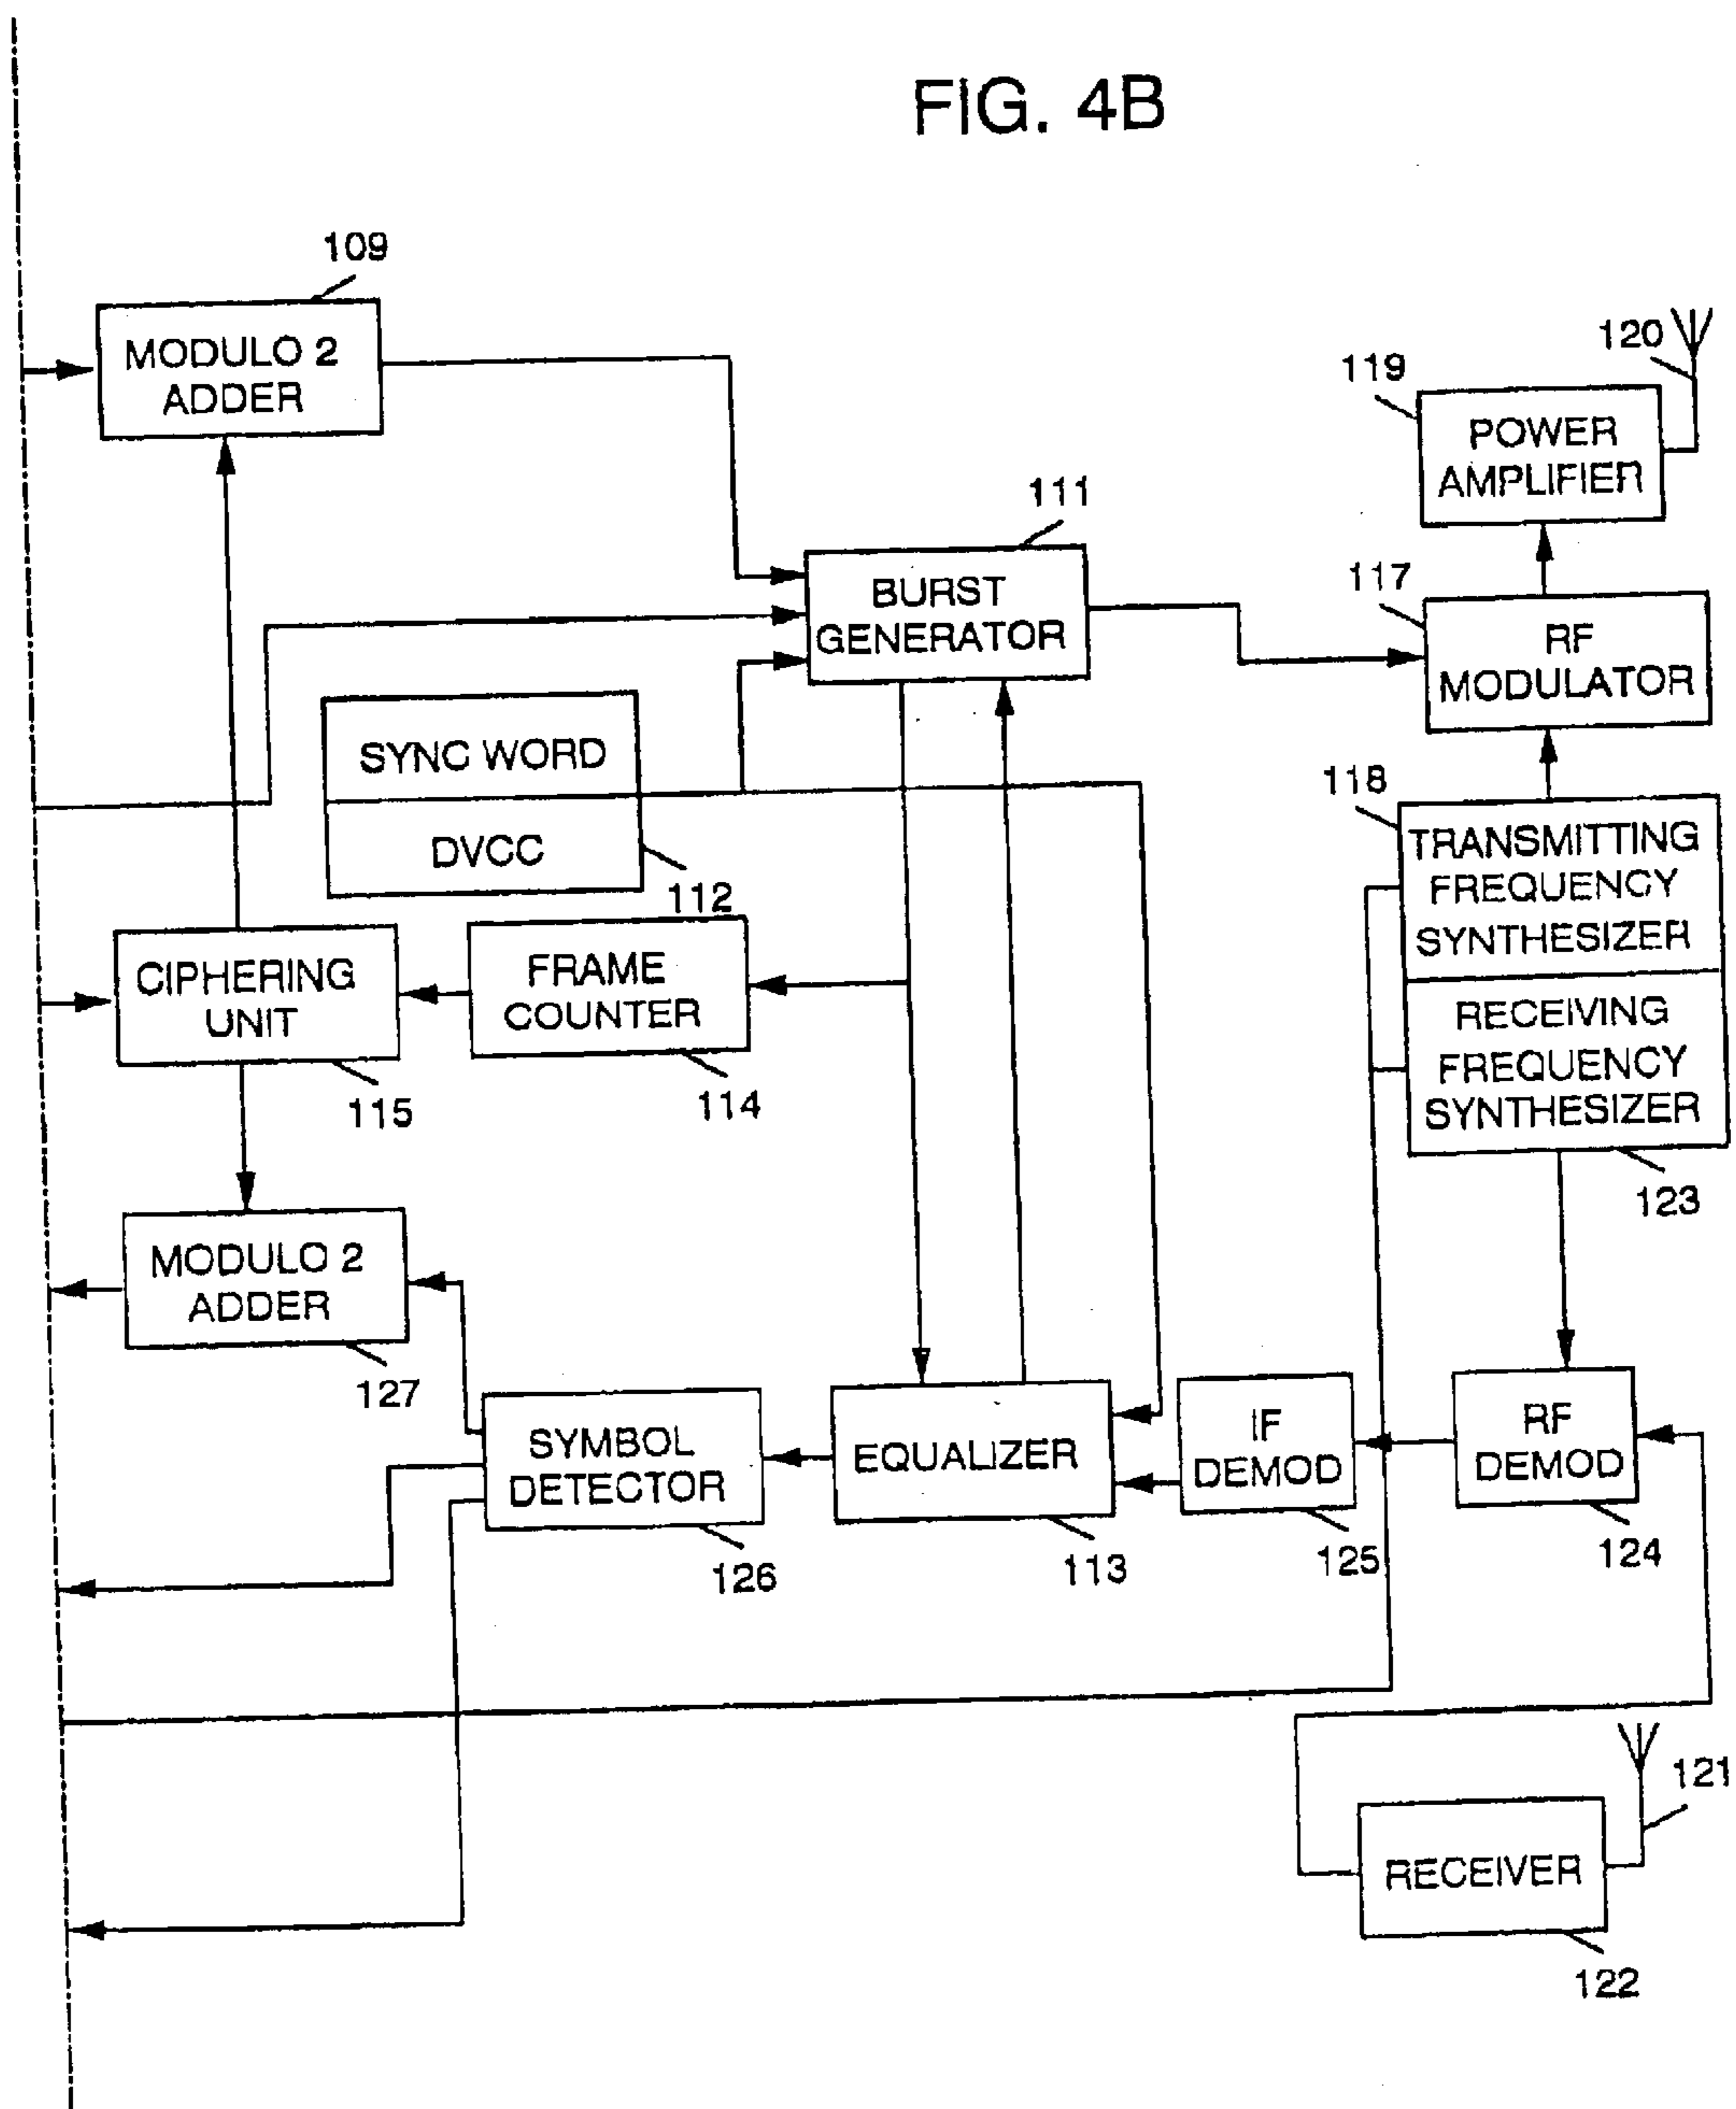 FIG. 4B
109
MODULO 2
ADDER
120
119
POWER
AMPLIFIER
111
BURST
GENERATOR
117
RF
MODULATOR
SYNC WORD
DVCC
112
118
TRANSMITTING
FREQUENCY
SYNTHESIZER
RECEIVING
FREQUENCY
SYNTHESIZER
123
CIPHERING
UNIT
115
FRAME
COUNTER
114
MODULO 2
ADDER
127
SYMBOL
DETECTOR
126
EQUALIZER
113
IF
DEMOD
125
RF
DEMOD
124
121
RECEIVER
122